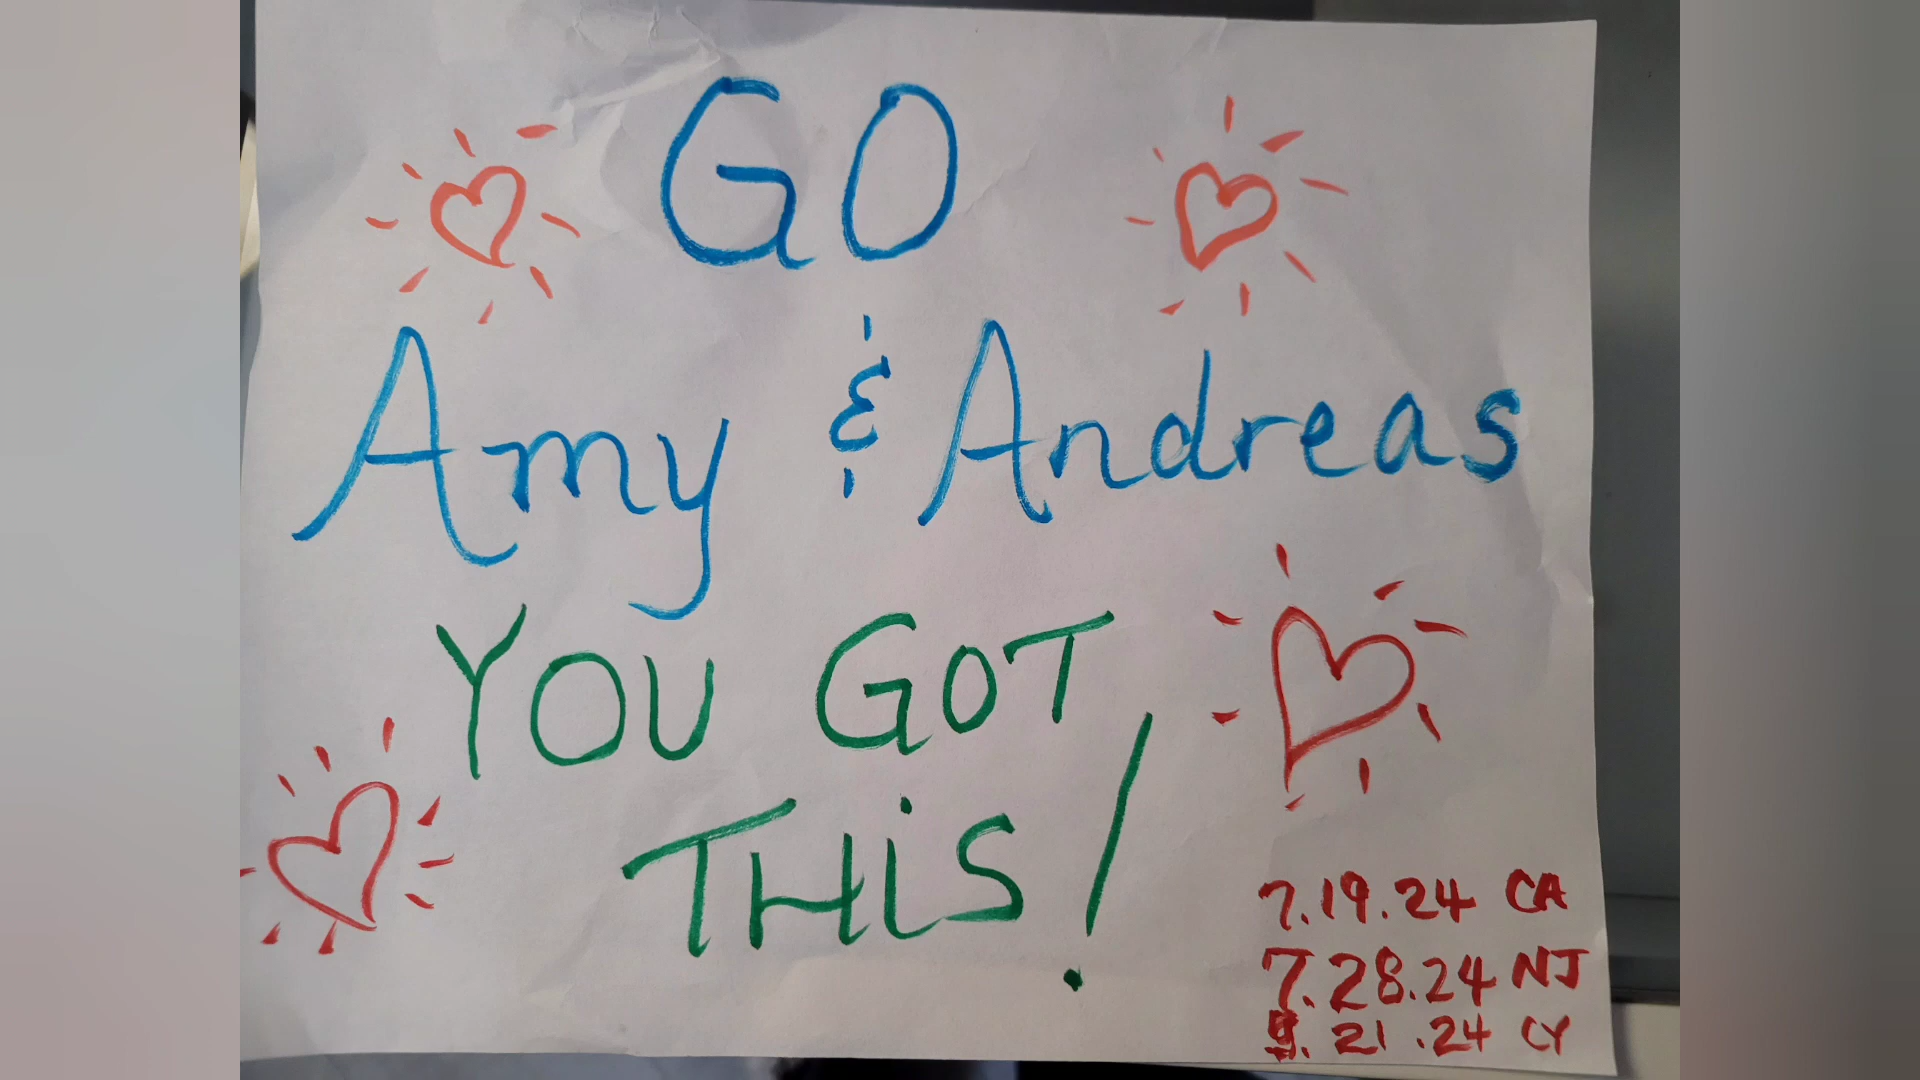 GO
Amy & Andreas
YOU GOT
THiS!
7.19.24 CA
7.28.24 NJ
21.24 CY